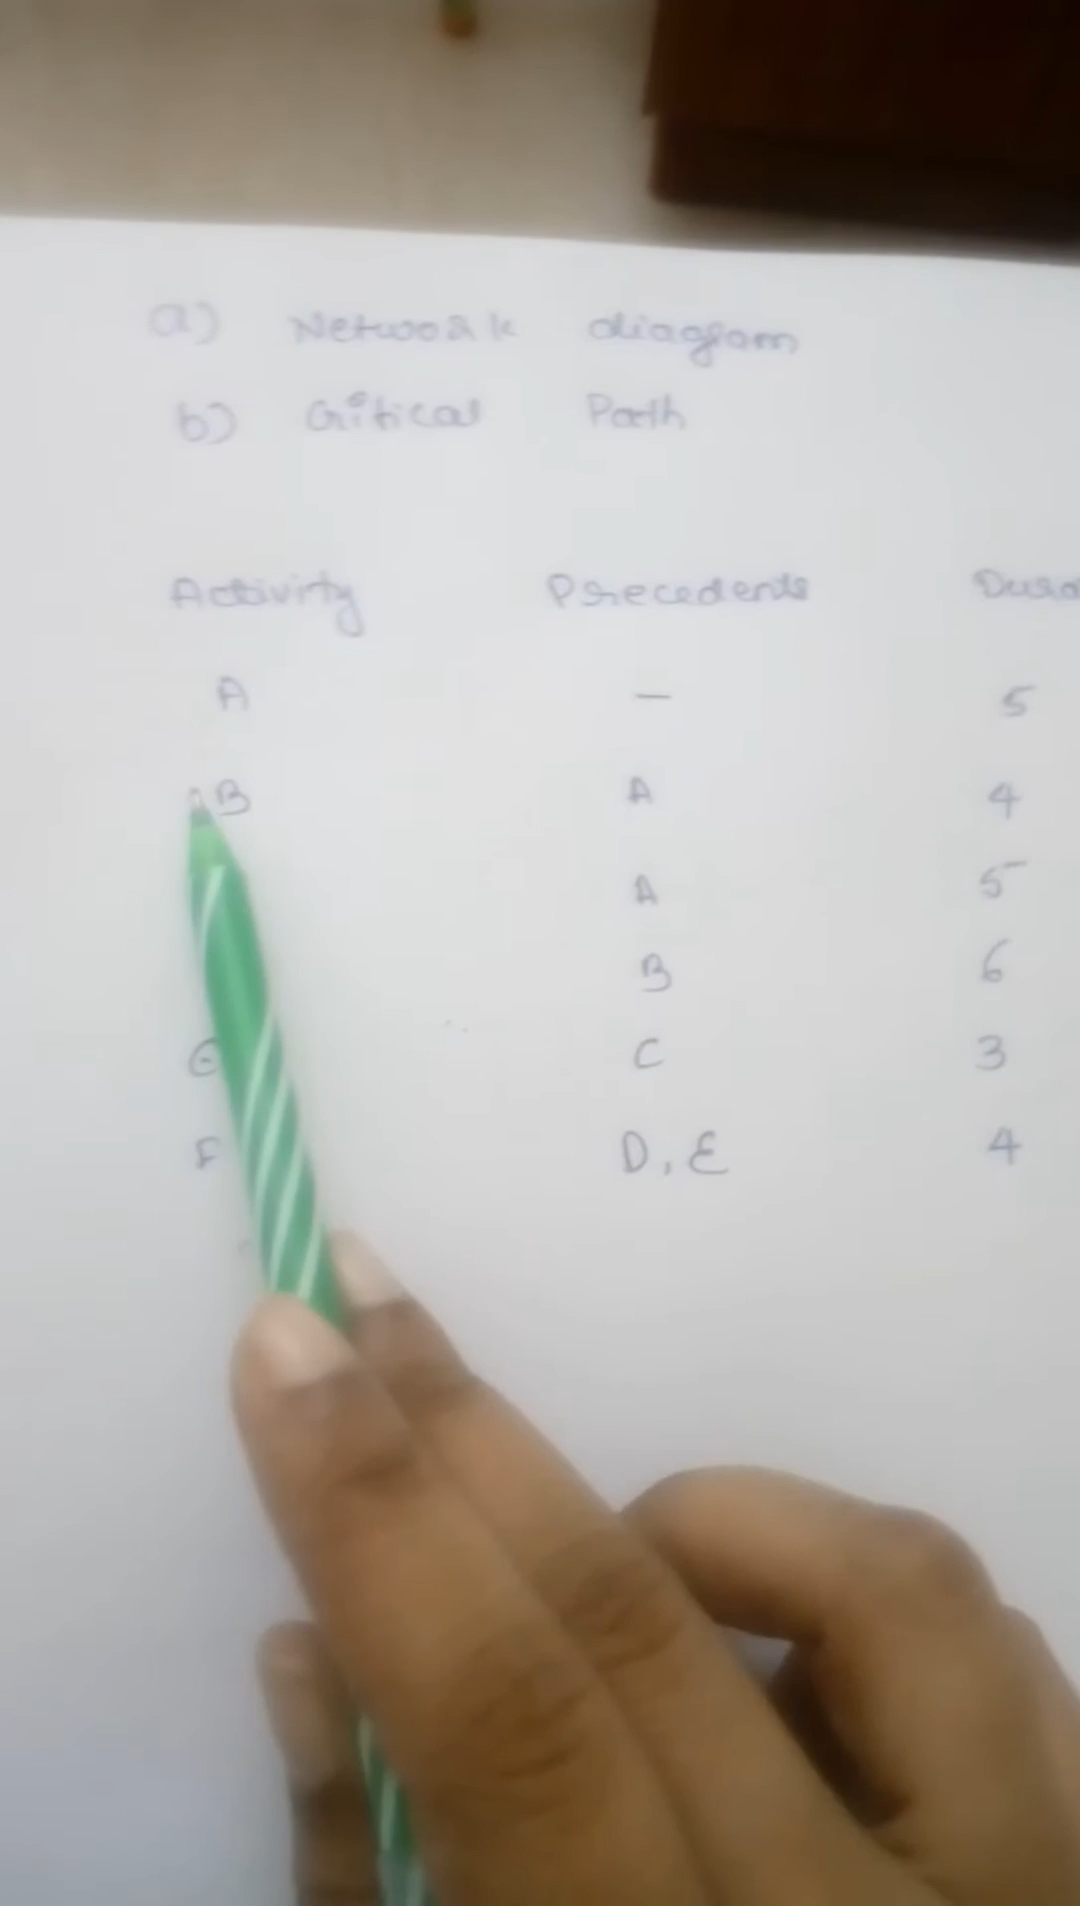 a) Network diagram
b) Critical Path
Activity Precedents
A — 5
B A 4
A 5
B 6
C 3
F D, E 4